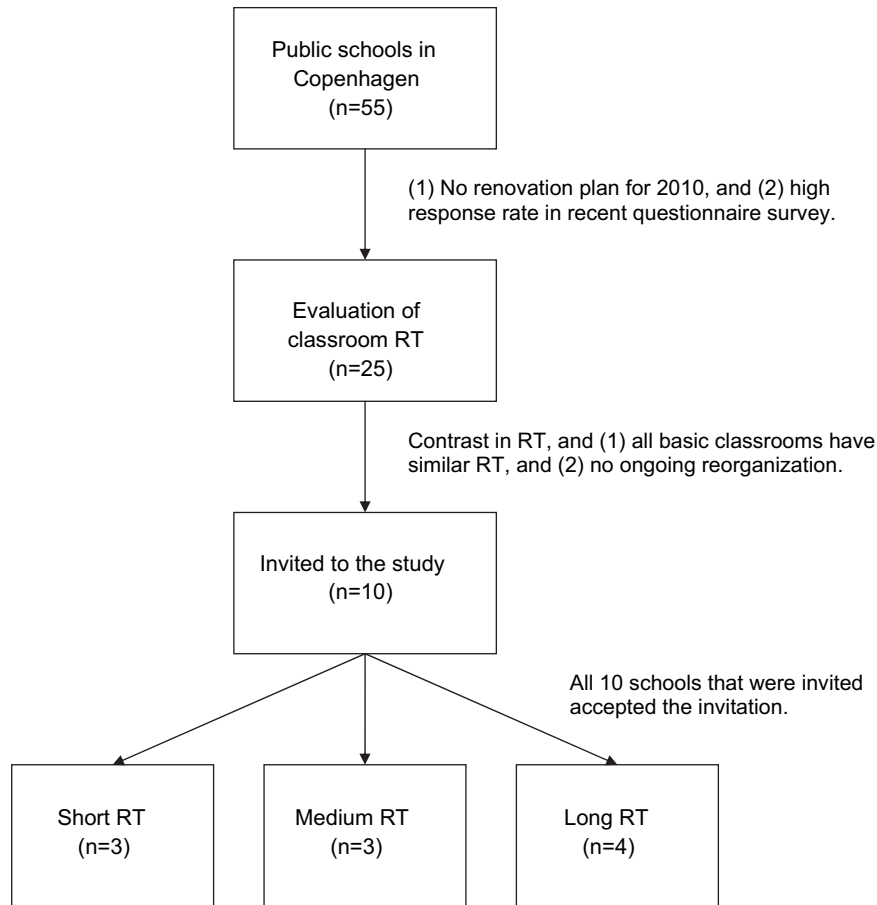 Public schools in
Copenhagen
(n=55)
(1) No renovation plan for 2010, and (2) high
response rate in recent questionnaire survey.
Evaluation of
classroom RT
(n=25)
Contrast in RT, and (1) all basic classrooms have
similar RT, and (2) no ongoing reorganization.
Invited to the study
(n=10)
All 10 schools that were invited
accepted the invitation.
Short RT
(n=3)
Medium RT
(n=3)
Long RT
(n=4)